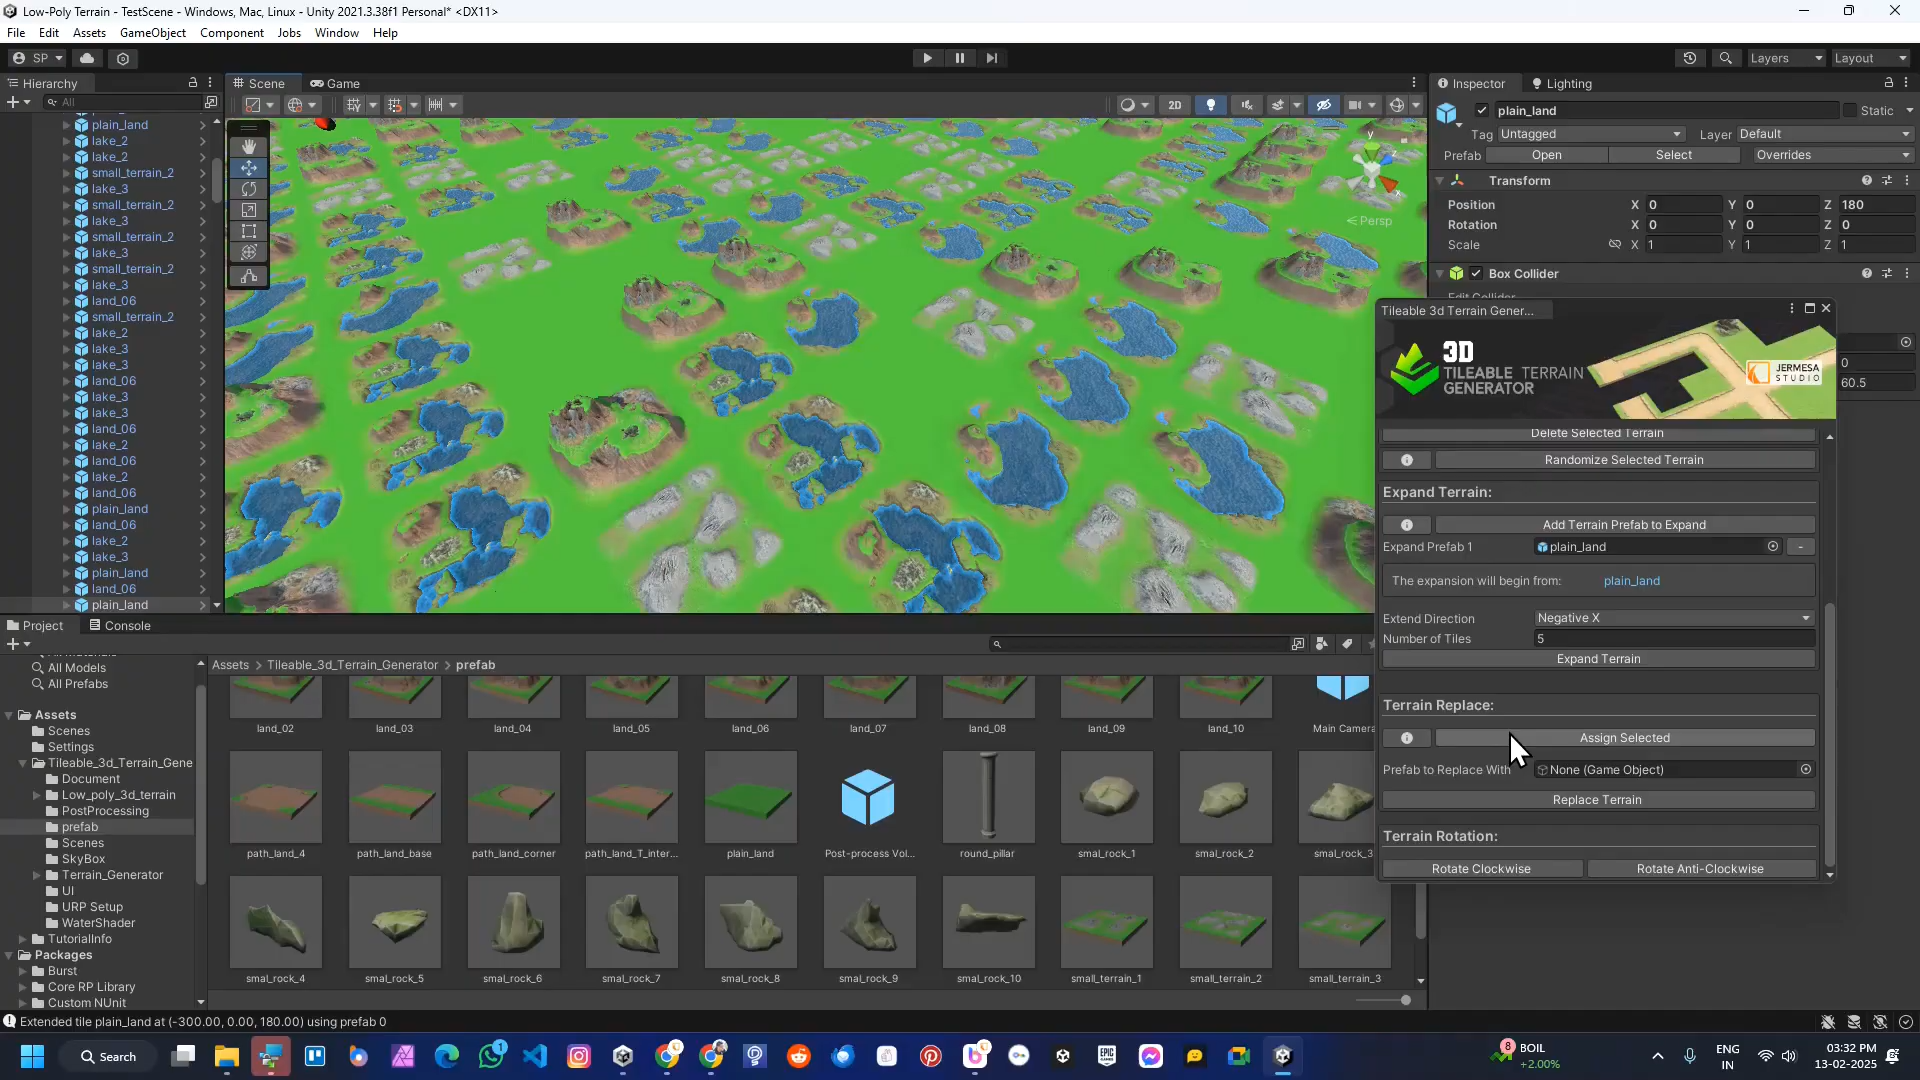 Low-Poly Terrain - TestScene - Windows, Mac, Linux - Unity 2021.3.38f1 Personal* <DX11>
File Edit Assets GameObject Component Jobs Window Help
SP
Layers Layout
Hierarchy
All
plain_land
lake_2
lake_2
small_terrain_2
lake_3
small_terrain_2
lake_3
small_terrain_2
lake_3
small_terrain_2
lake_3
land_06
small_terrain_2
lake_2
lake_3
lake_3
land_06
lake_3
lake_3
land_06
lake_2
land_06
lake_2
land_06
plain_land
land_06
lake_2
lake_3
plain_land
land_06
plain_land
Scene Game
2D
y
z
x
Persp
Inspector Lighting
plain_land Static
Tag Untagged Layer Default
Prefab Open Select Overrides
Transform
Position X 0 Y 0 Z 180
Rotation X 0 Y 0 Z 0
Scale X 1 Y 1 Z 1
Box Collider
0
60.5
Tileable 3d Terrain Gener...
3D
TILEABLE TERRAIN
GENERATOR
JERMESA
STUDIO
Delete Selected Terrain
Randomize Selected Terrain
Expand Terrain:
Add Terrain Prefab to Expand
Expand Prefab 1 plain_land -
The expansion will begin from: plain_land
Extend Direction Negative X
Number of Tiles 5
Expand Terrain
Terrain Replace:
Assign Selected
Prefab to Replace With None (Game Object)
Replace Terrain
Terrain Rotation:
Rotate Clockwise Rotate Anti-Clockwise
Project Console
All Models
All Prefabs
Assets
Scenes
Settings
Tileable_3d_Terrain_Gene
Document
Low_poly_3d_terrain
PostProcessing
prefab
Scenes
SkyBox
Terrain_Generator
UI
URP Setup
WaterShader
TutorialInfo
Packages
Burst
Core RP Library
Custom NUnit
Assets > Tileable_3d_Terrain_Generator > prefab
land_02 land_03 land_04 land_05 land_06 land_07 land_08 land_09 land_10 Main Camera
path_land_4 path_land_base path_land_corner path_land_T_inter... plain_land Post-process Vol... round_pillar smal_rock_1 smal_rock_2 smal_rock_3
smal_rock_4 smal_rock_5 smal_rock_6 smal_rock_7 smal_rock_8 smal_rock_9 smal_rock_10 small_terrain_1 small_terrain_2 small_terrain_3
Extended tile plain_land at (-300.00, 0.00, 180.00) using prefab 0
Search
1
EPIC
GAMES
8
BOIL
+2.00%
ENG
IN
03:32 PM
13-02-2025